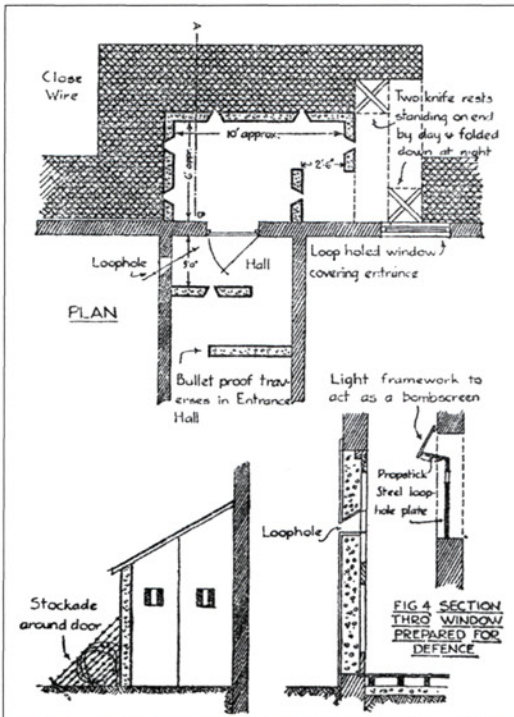 A
Close
Wire
10' approx.
6' approx.
2'.6"
Two knife rests
standing on end
by day & folded
down at night
B
Loophole
3'0"
Hall
Loop holed window
covering entrance
PLAN
Bullet proof trav-
erses in Entrance
Hall
Light framework to
act as a bombscreen
Propstick
Steel loop-
hole plate
Loophole
Stockade
around door
FIG 4 SECTION
THRO WINDOW
PREPARED FOR
DEFENCE